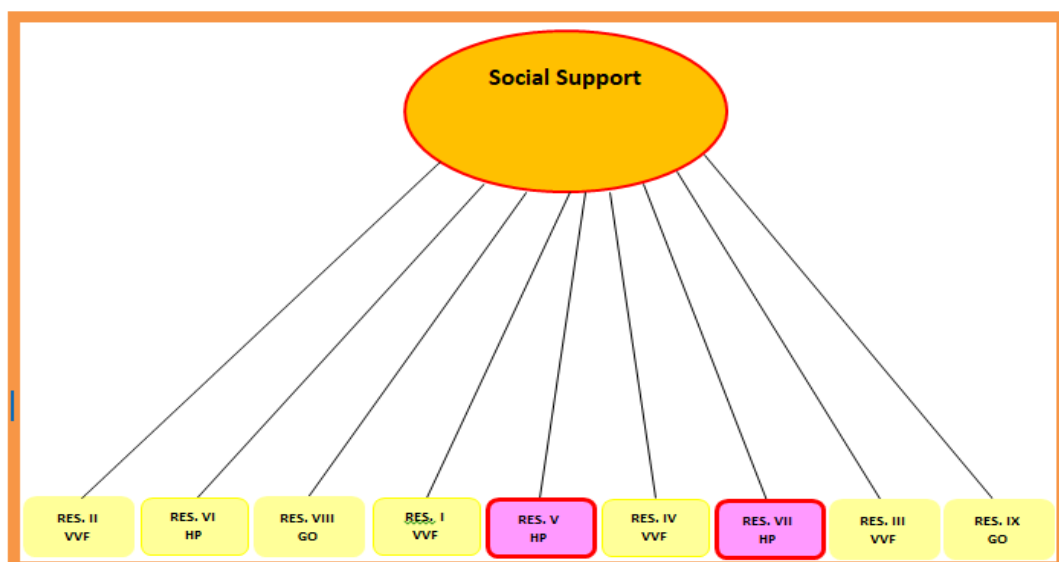 Social Support
RES. II
VVF
RES. VI
HP
RES. VIII
GO
RES. I
VVF
RES. V
HP
RES. IV
VVF
RES. VII
HP
RES. III
VVF
RES. IX
GO